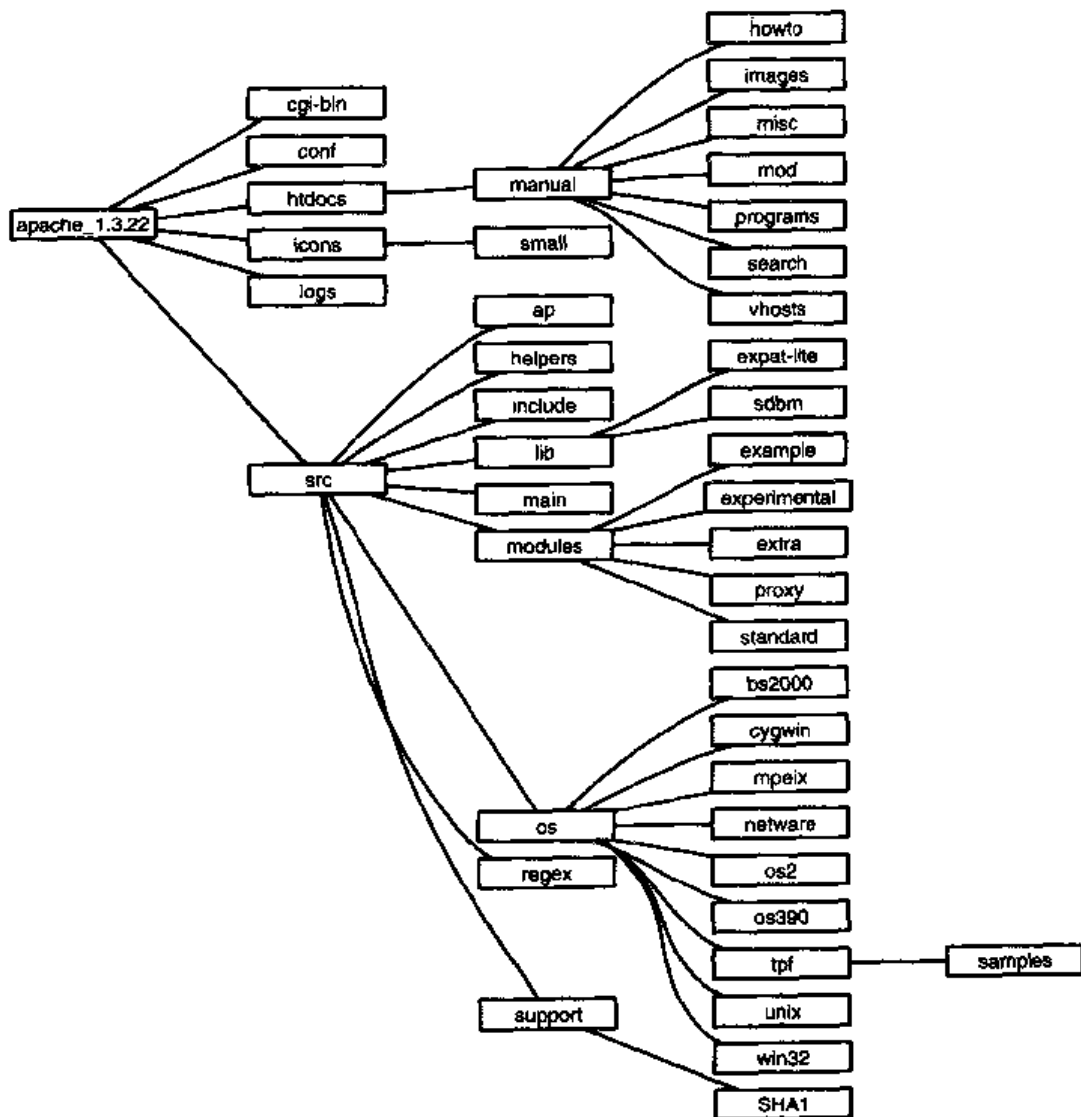 apache_1.3.22
cgi-bin
conf
htdocs
icons
logs
src
manual
small
ap
helpers
include
lib
main
modules
os
regex
support
howto
images
misc
mod
programs
search
vhosts
expat-lite
sdbm
example
experimental
extra
proxy
standard
bs2000
cygwin
mpeix
netware
os2
os390
tpf
unix
win32
SHA1
samples